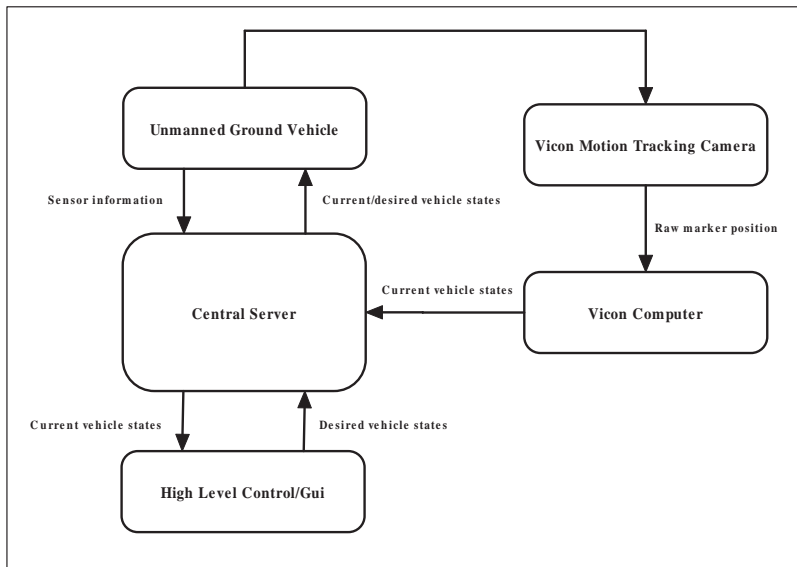 Unmanned Ground Vehicle
Vicon Motion Tracking Camera
Sensor information
Current/desired vehicle states
Raw marker position
Central Server
Current vehicle states
Vicon Computer
Current vehicle states
Desired vehicle states
High Level Control/Gui